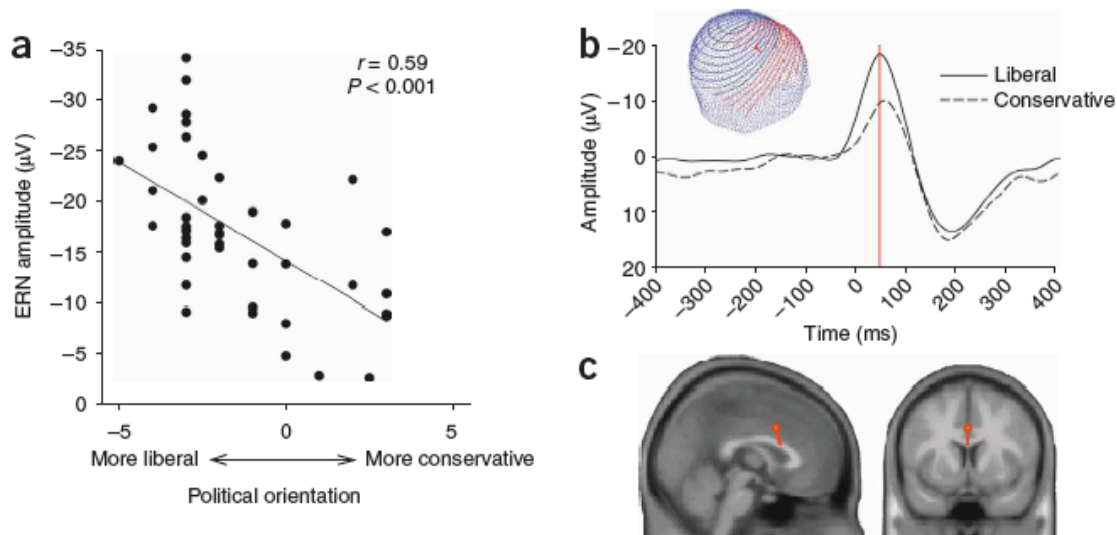 a
r = 0.59
P < 0.001
ERN amplitude (μV)
–35
–30
–25
–20
–15
–10
–5
0
–5
0
5
More liberal
More conservative
Political orientation
b
Amplitude (μV)
–20
–10
0
10
20
Liberal
Conservative
–400
–300
–200
–100
0
100
200
300
400
Time (ms)
c